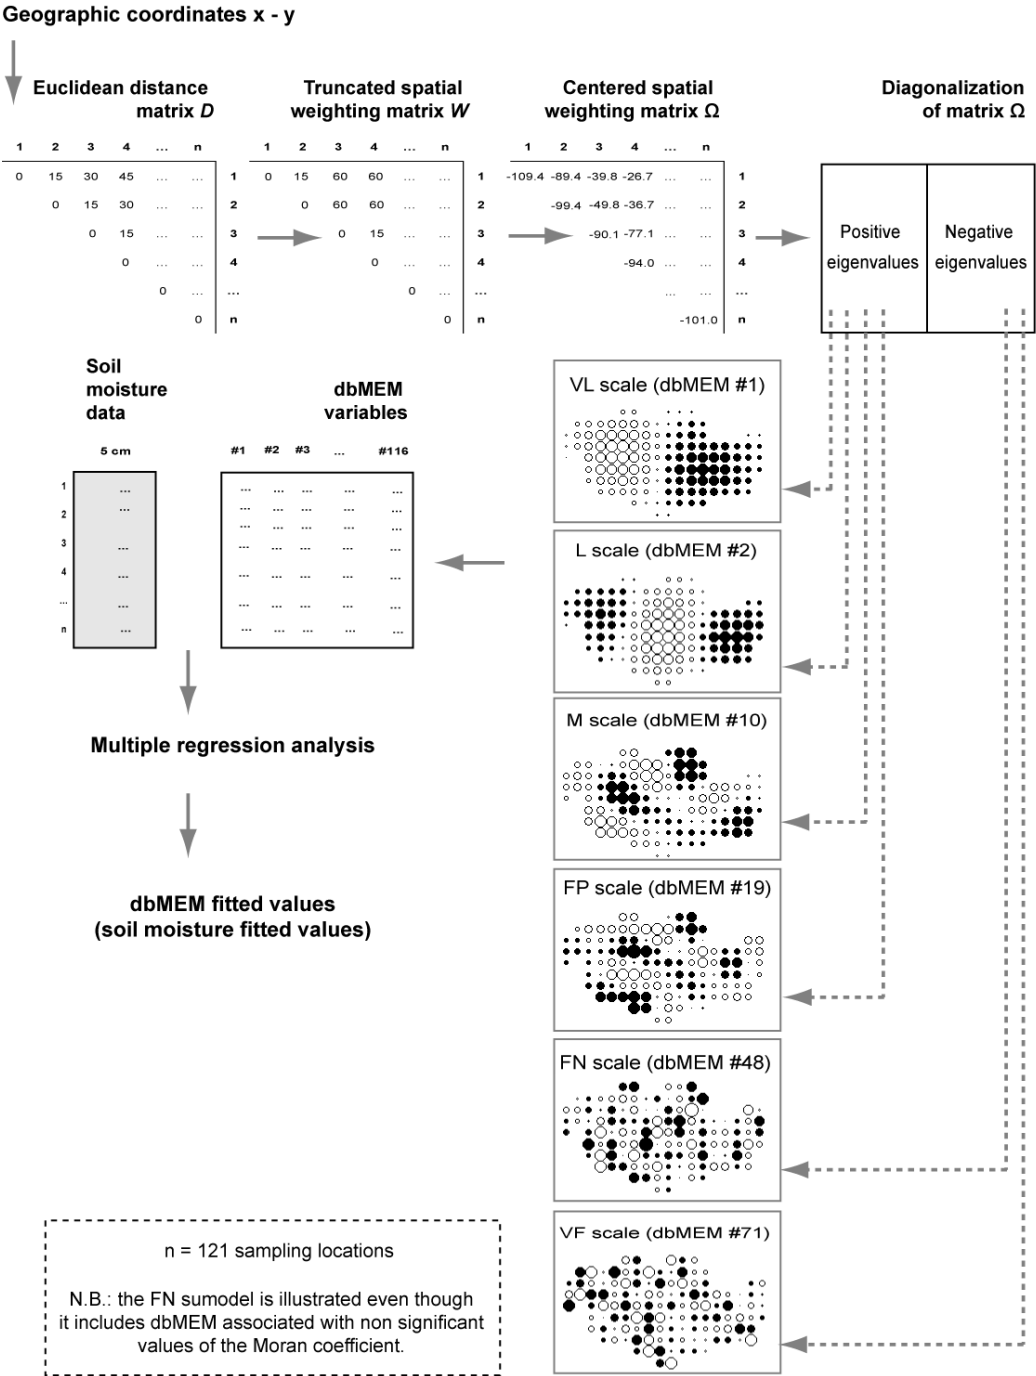 Geographic coordinates x - y
Euclidean distance
matrix D
Truncated spatial
weighting matrix W
Centered spatial
weighting matrix Ω
Diagonalization
of matrix Ω
1 2 3 4 ... n
0 15 30 45 ... ... 1
0 15 30 ... ... 2
0 15 ... ... 3
0 ... ... 4
0 ... ...
0 n
1 2 3 4 ... n
0 15 60 60 ... ... 1
0 60 60 ... ... 2
0 15 ... ... 3
0 ... ... 4
0 ... ...
0 n
1 2 3 4 ... n
-109.4 -89.4 -39.8 -26.7 ... ... 1
-99.4 -49.8 -36.7 ... ... 2
-90.1 -77.1 ... ... 3
-94.0 ... ... 4
... ... ...
-101.0 n
Positive
eigenvalues
Negative
eigenvalues
Soil
moisture
data
5 cm
1 ...
2 ...
3 ...
4 ...
... ...
n ...
dbMEM
variables
#1 #2 #3 ... #116
... ... ... ... ...
... ... ... ... ...
... ... ... ... ...
... ... ... ... ...
... ... ... ... ...
... ... ... ... ...
... ... ... ... ...
Multiple regression analysis
dbMEM fitted values
(soil moisture fitted values)
VL scale (dbMEM #1)
L scale (dbMEM #2)
M scale (dbMEM #10)
FP scale (dbMEM #19)
FN scale (dbMEM #48)
VF scale (dbMEM #71)
n = 121 sampling locations
N.B.: the FN sumodel is illustrated even though
it includes dbMEM associated with non significant
values of the Moran coefficient.